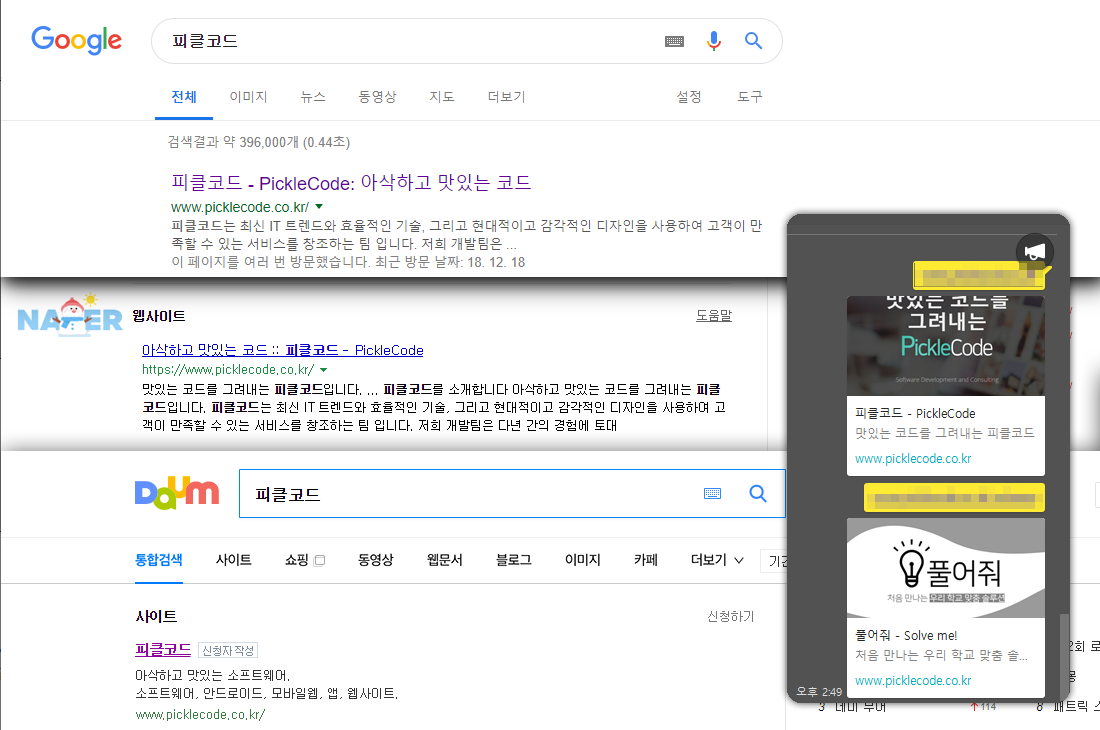 Google
피클코드
전체 이미지 뉴스 동영상 지도 더보기 설정 도구
검색결과 약 396,000개 (0.44초)
피클코드 - PickleCode: 아삭하고 맛있는 코드
www.picklecode.co.kr/
피클코드는 최신 IT 트렌드와 효율적인 기술, 그리고 현대적이고 감각적인 디자인을 사용하여 고객이 만
족할 수 있는 서비스를 창조하는 팀 입니다. 저희 개발팀은 ...
이 페이지를 여러 번 방문했습니다. 최근 방문 날짜: 18. 12. 18
NAVER
웹사이트 도움말
아삭하고 맛있는 코드 :: 피클코드 - PickleCode
https://www.picklecode.co.kr/
맛있는 코드를 그려내는 피클코드입니다. ... 피클코드를 소개합니다 아삭하고 맛있는 코드를 그려내는 피클
코드입니다. 피클코드는 최신 IT 트렌드와 효율적인 기술, 그리고 현대적이고 감각적인 디자인을 사용하여 고
객이 만족할 수 있는 서비스를 창조하는 팀 입니다. 저희 개발팀은 다년 간의 경험에 토대
Daum
피클코드
통합검색 사이트 쇼핑 동영상 웹문서 블로그 이미지 카페 더보기
사이트 신청하기
피클코드 신청자작성
아삭하고 맛있는 소프트웨어.
소프트웨어, 안드로이드, 모바일웹, 앱, 웹사이트.
www.picklecode.co.kr/
맛있는 코드를
그려내는
PickleCode
Software Development and Consulting
피클코드 - PickleCode
맛있는 코드를 그려내는 피클코드
www.picklecode.co.kr
풀어줘
처음 만나는 우리 학교 맞춤 솔루션
풀어줘 - Solve me!
처음 만나는 우리 학교 맞춤 솔...
www.picklecode.co.kr
오후 2:49
3 데미 무어 114 8 패트릭 스